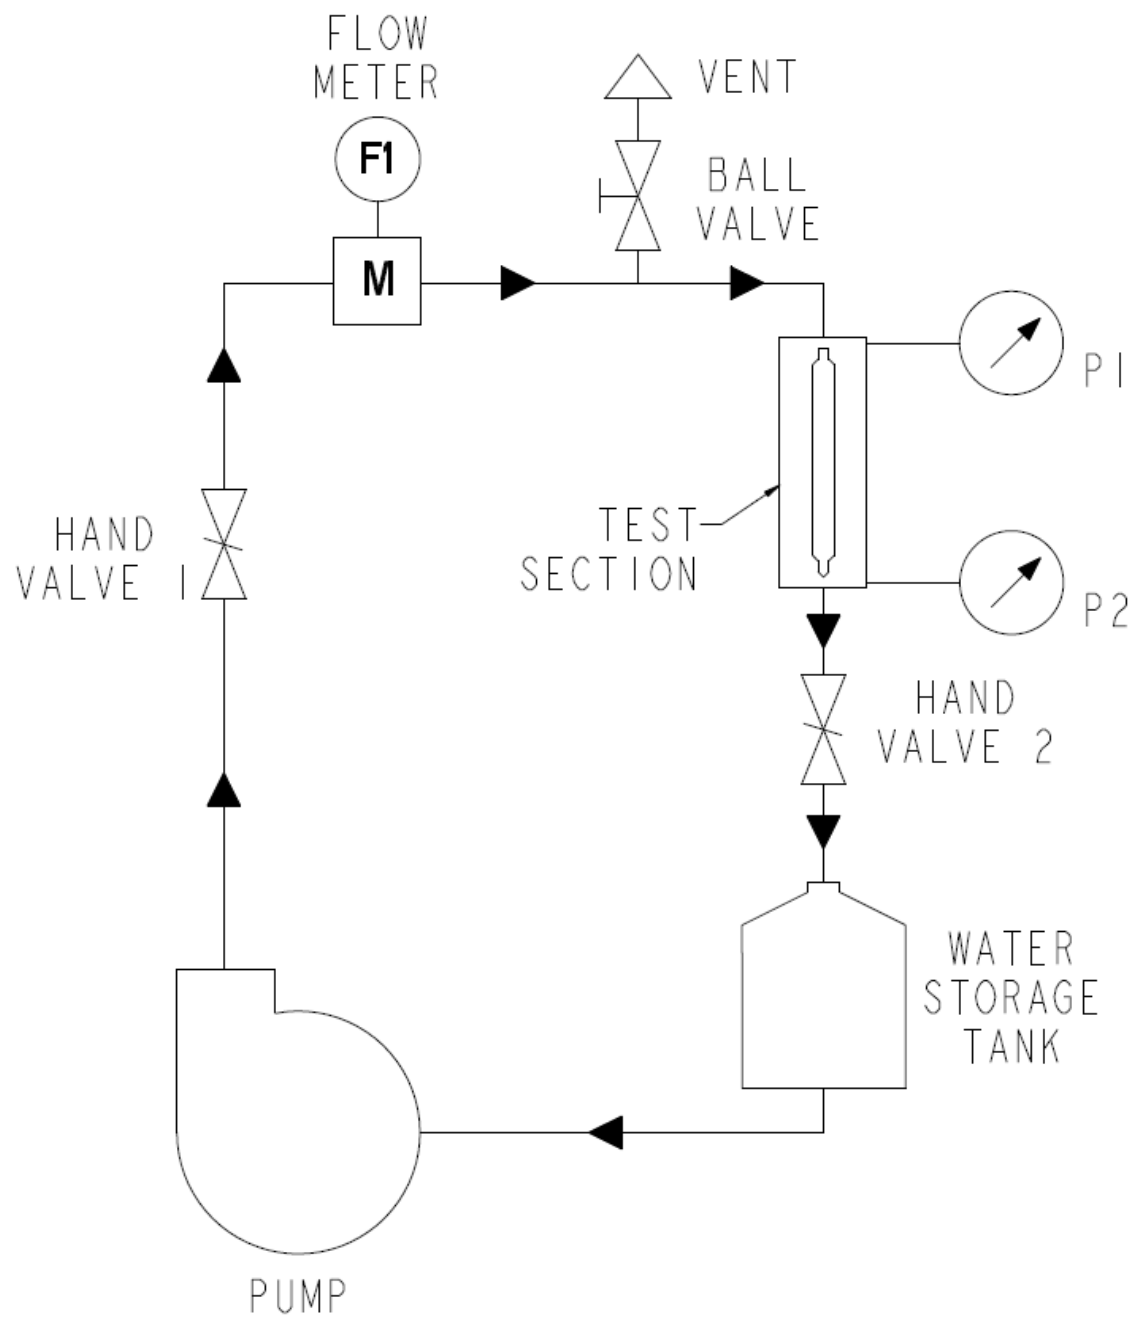 FLOW
METER
F1
M
VENT
BALL
VALVE
P1
HAND
VALVE 1
TEST
SECTION
P2
HAND
VALVE 2
WATER
STORAGE
TANK
PUMP